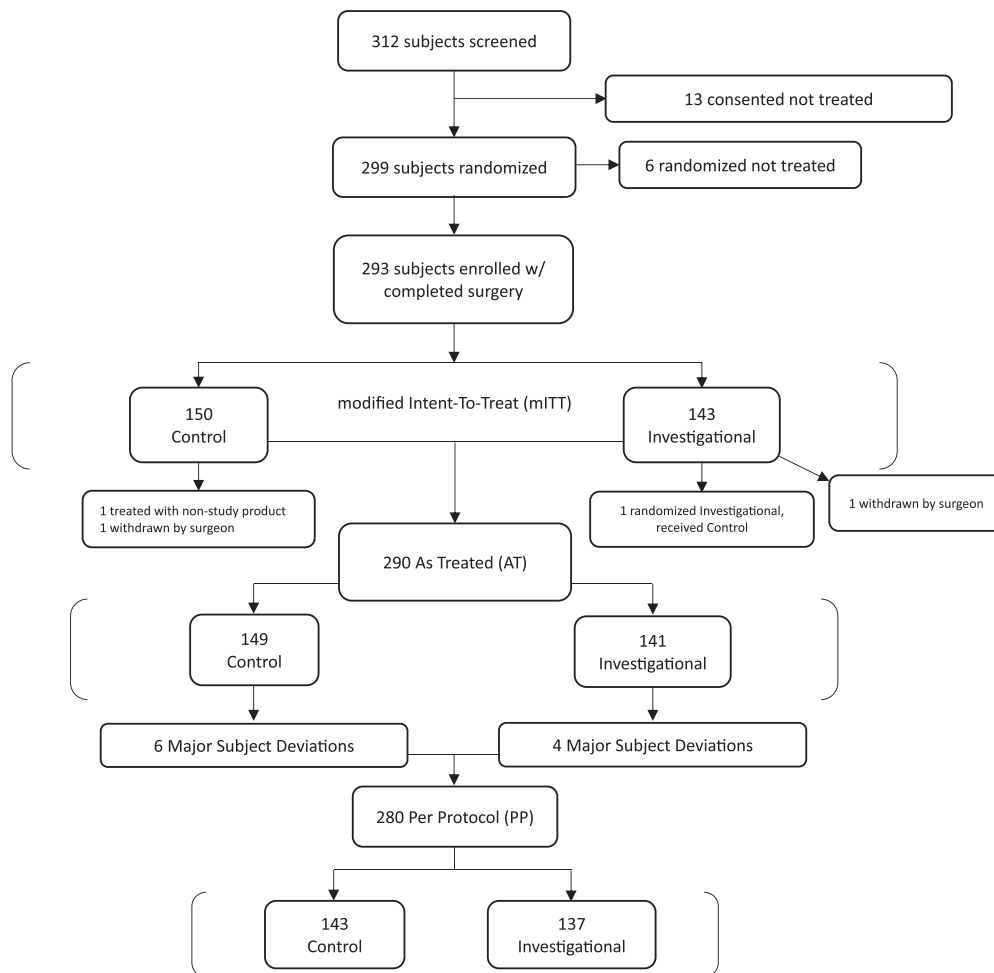 312 subjects screened
13 consented not treated
299 subjects randomized
6 randomized not treated
293 subjects enrolled w/
completed surgery
150
Control
modified Intent-To-Treat (mITT)
143
Investigational
1 treated with non-study product
1 withdrawn by surgeon
1 randomized Investigational,
received Control
1 withdrawn by surgeon
290 As Treated (AT)
149
Control
141
Investigational
6 Major Subject Deviations
4 Major Subject Deviations
280 Per Protocol (PP)
143
Control
137
Investigational